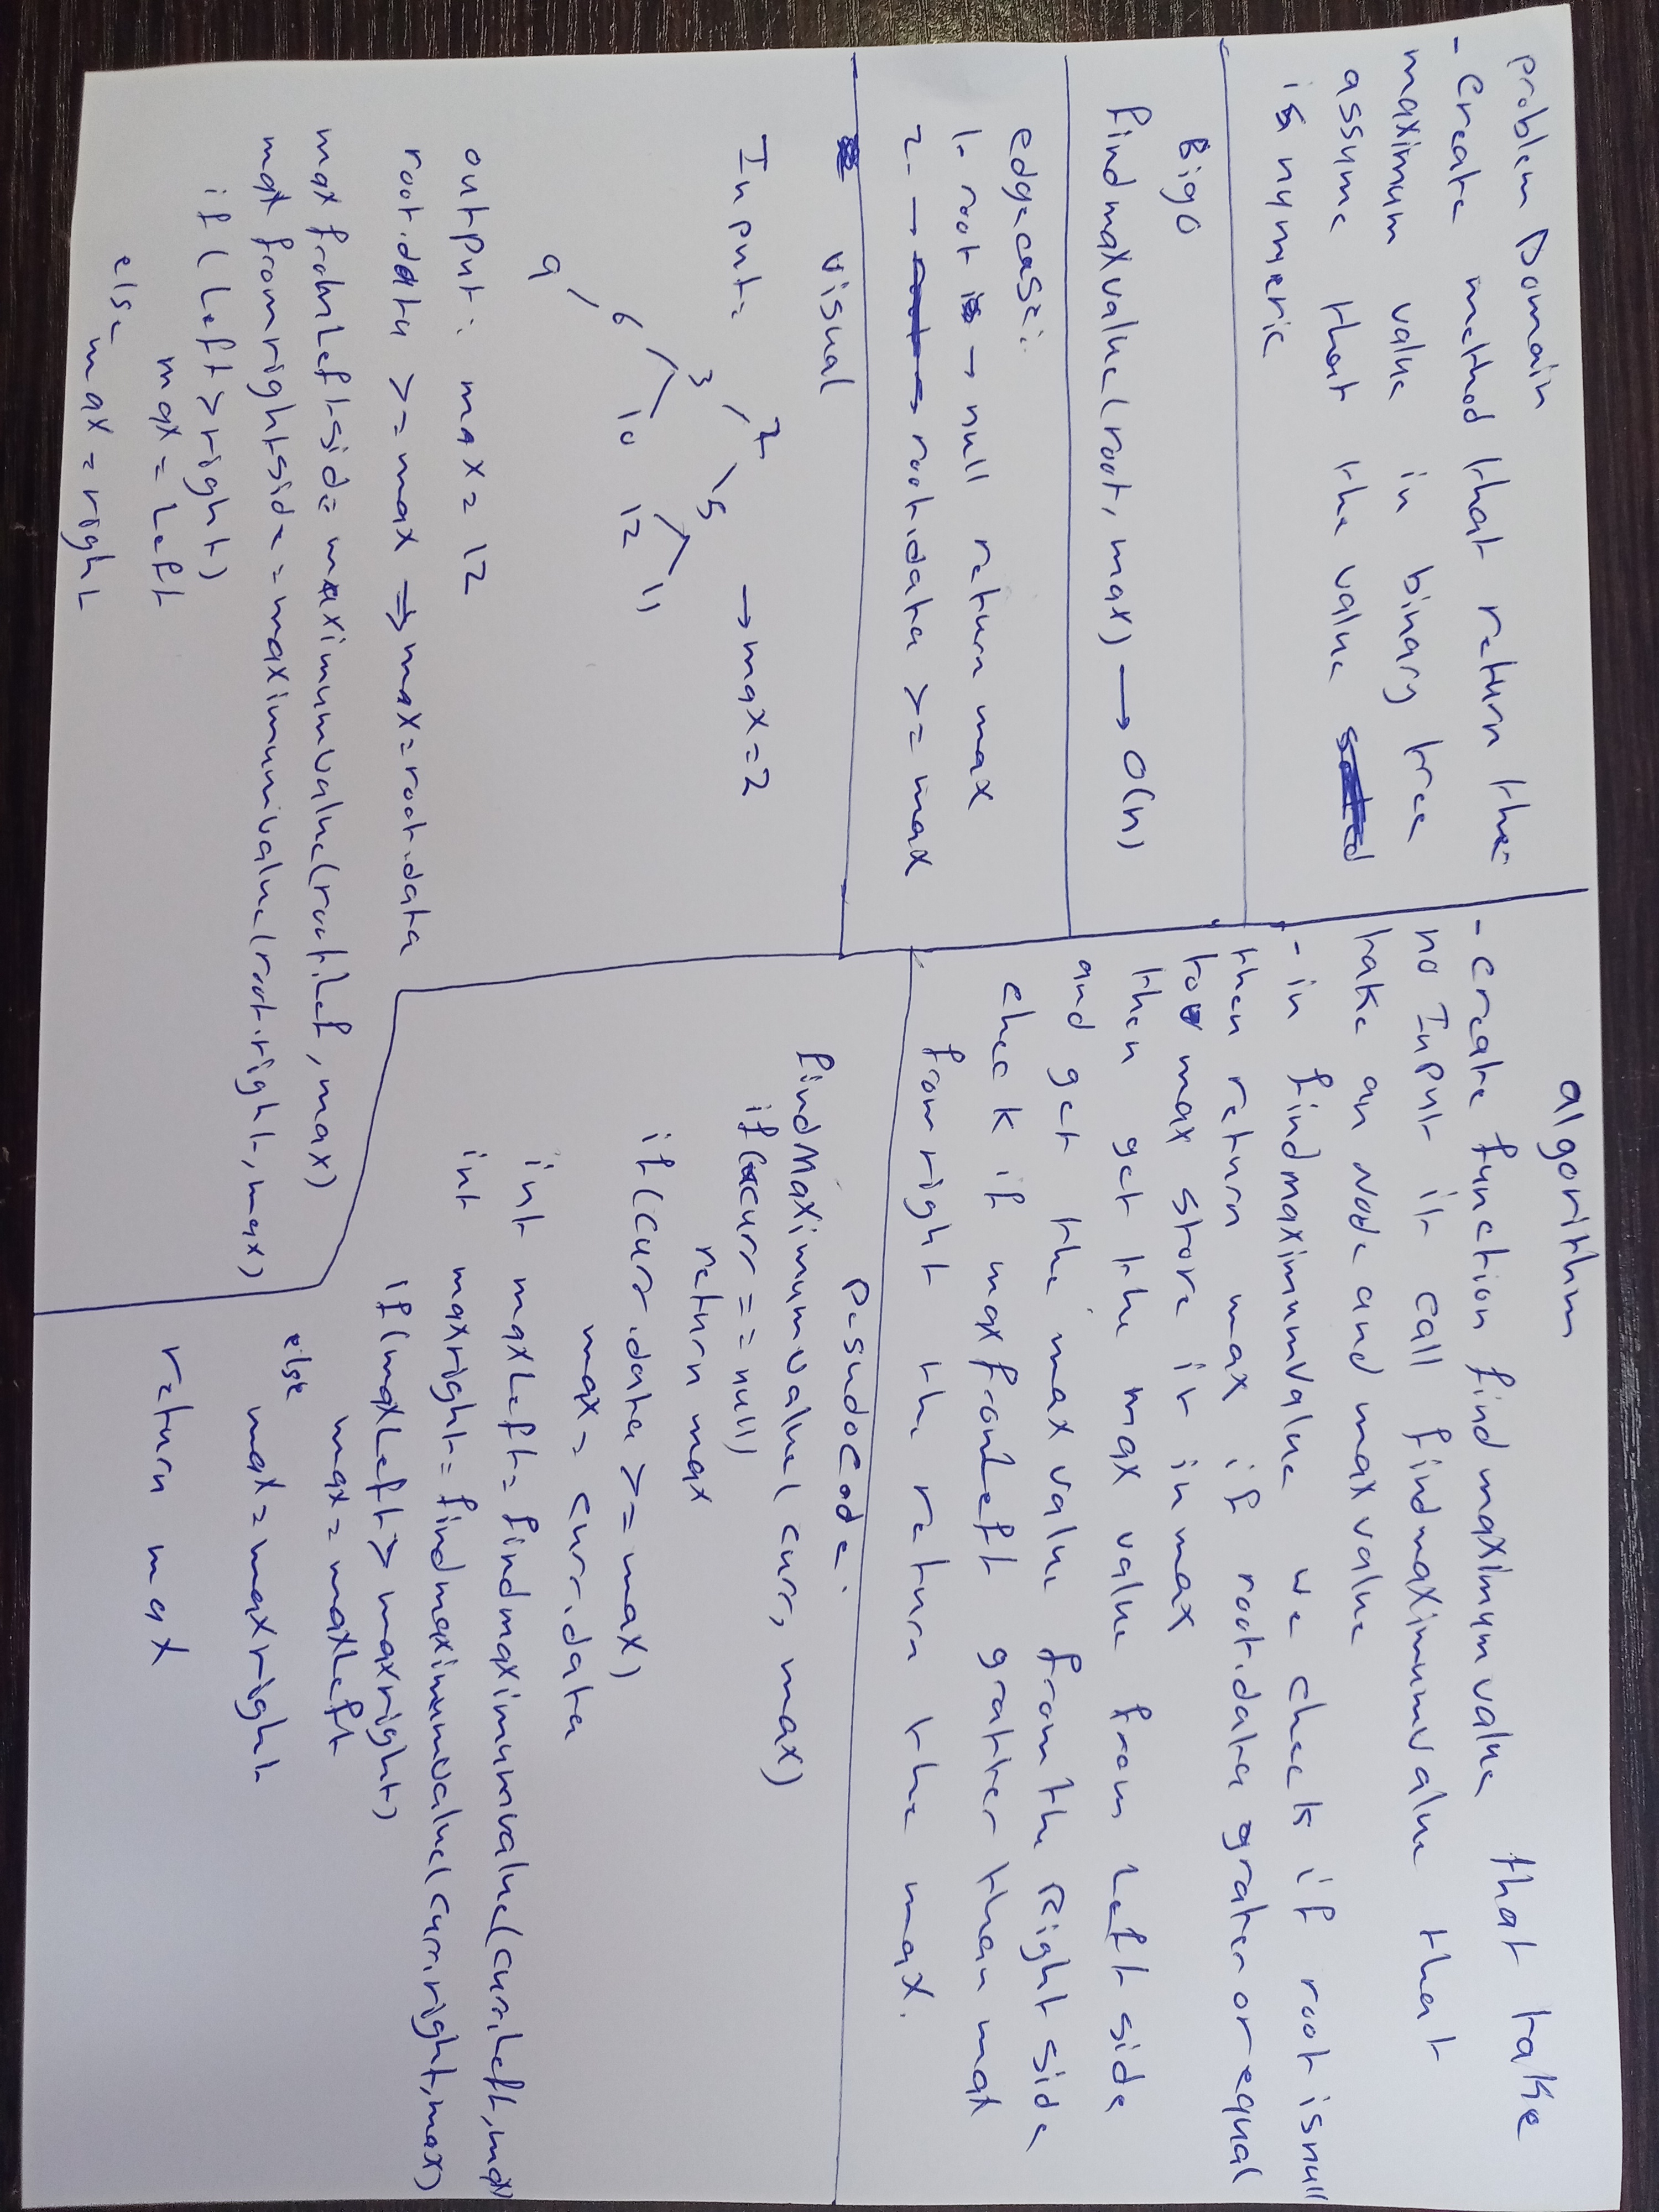 problem Domain
- Create method that return the
maximum value in binary tree
assume that the value
is numeric
Big O
findmaxvalue(root, max) → O(n)
edgecase:
1- root → null return max
2- → root.data >= max
visual
Input: 2 → max=2
3 5
6 10 12 11
9
output: max = 12
root.data >= max ⇒ max=root.data
max fromLeftside= maximumvalue(root.Lef, max)
max fromrightside = maximumvalue(root.right, max)
if (Left > right)
max = Left
else
max = right
algorithm
- create function findmaximumvalue that take
no Input it call findmaximumvalue that
take an Node and max value
- in findmaximumValue we check if root is null
then return max if root.data grater or equal
to max store it in max
then get the max value from Left side
and get the max value from the Right side
check if maxfromLeft gratter than max
from right the return the max.
PesudoCode:
findMaximumvalue( curr, max)
if(curr == null)
return max
if(curr.data >= max)
max = curr.data
int maxLeft= findmaximumvalue(curr.Left, max)
int maxright= findmaximumvalue(curr.right, max)
if(maxLeft > maxright)
max = maxLeft
else
max = maxright
return max